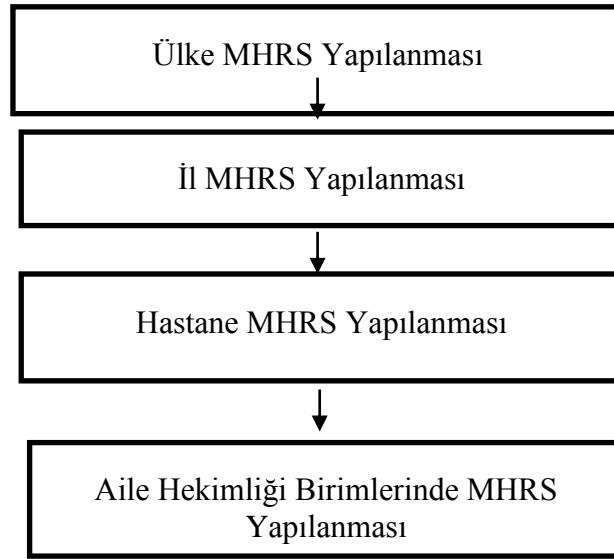 Ülke MHRS Yapılanması
İl MHRS Yapılanması
Hastane MHRS Yapılanması
Aile Hekimliği Birimlerinde MHRS
Yapılanması